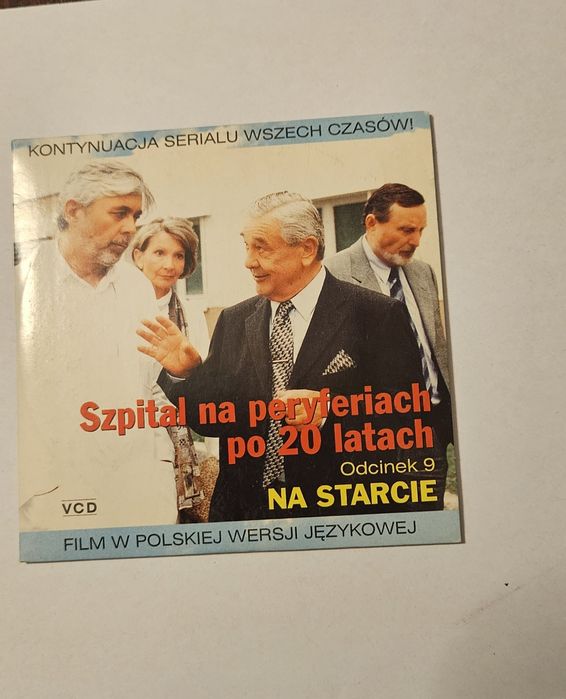 KONTYNUACJA SERIALU WSZECH CZASÓW!
Szpital na peryferiach
po 20 latach
Odcinek 9
NA STARCIE
VCD
FILM W POLSKIEJ WERSJI JĘZYKOWEJ